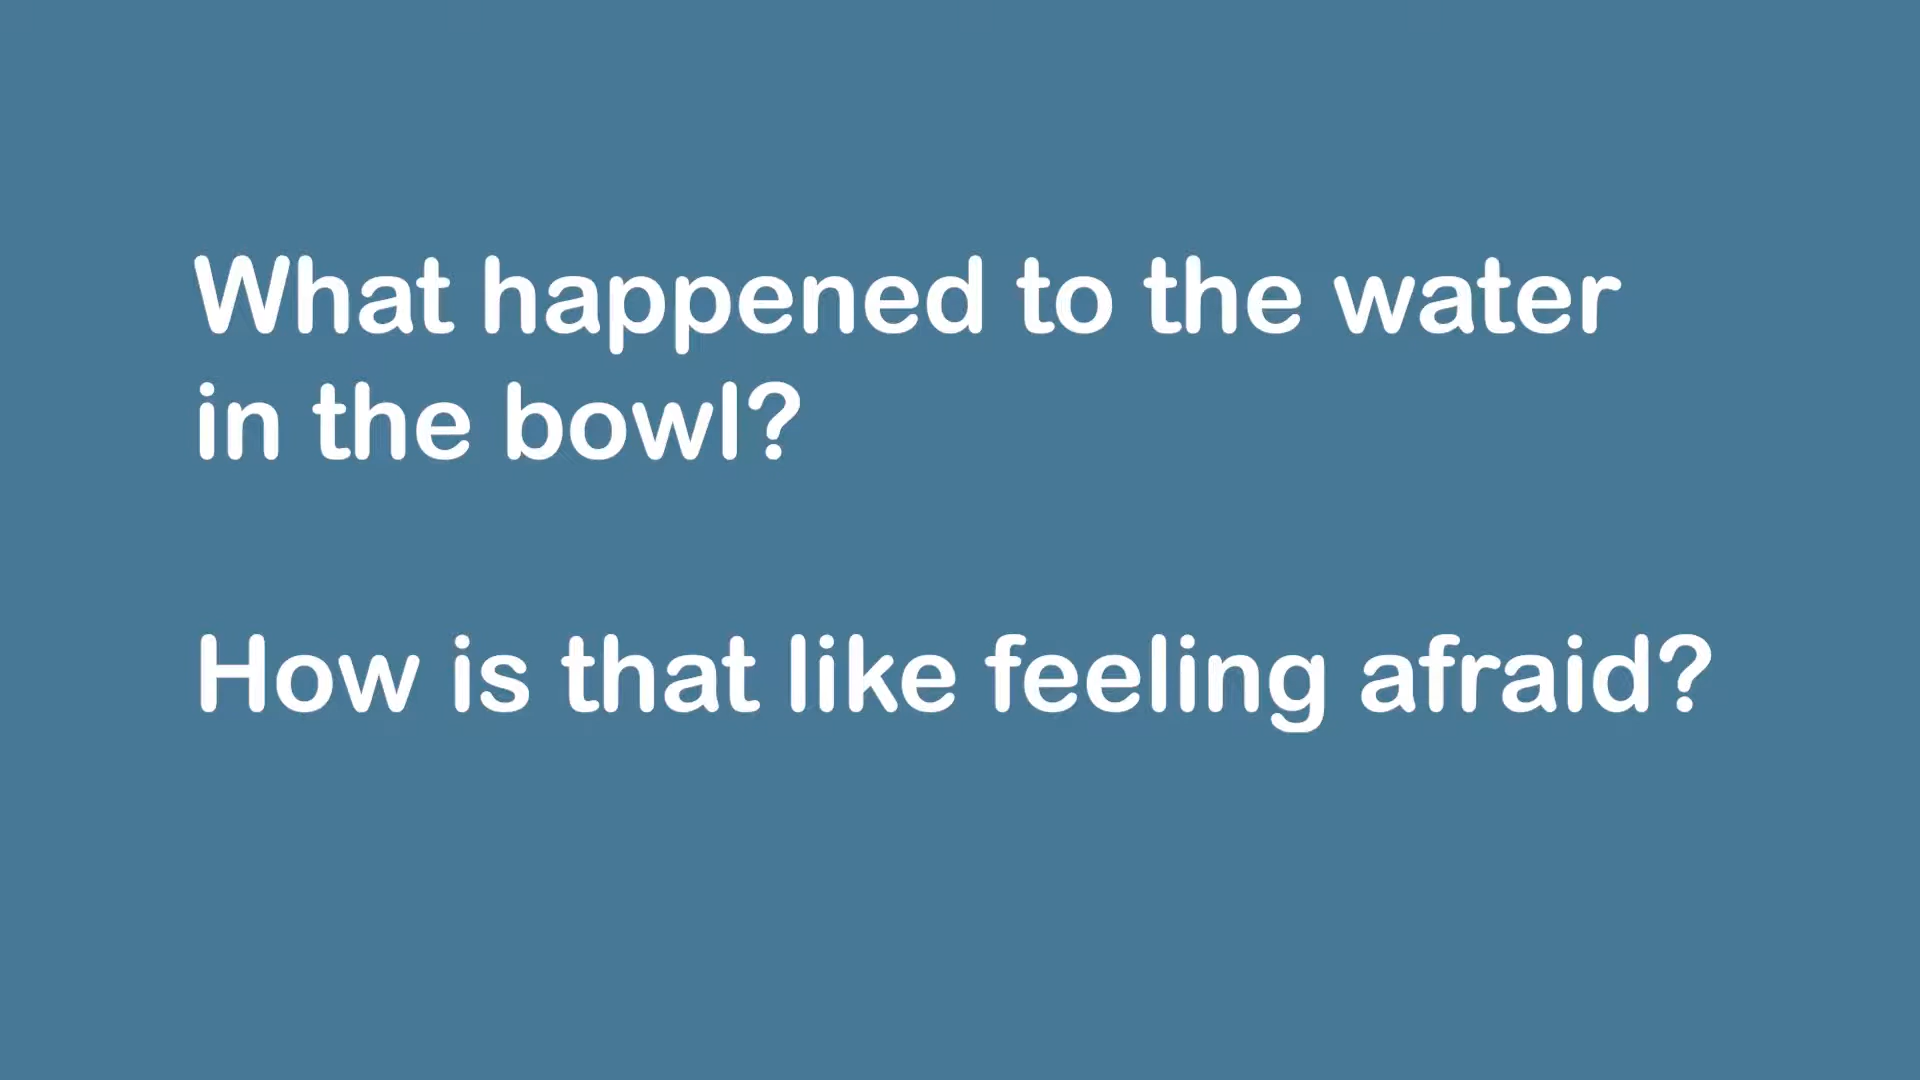 What happened to the water
in the bowl?
How is that like feeling afraid?